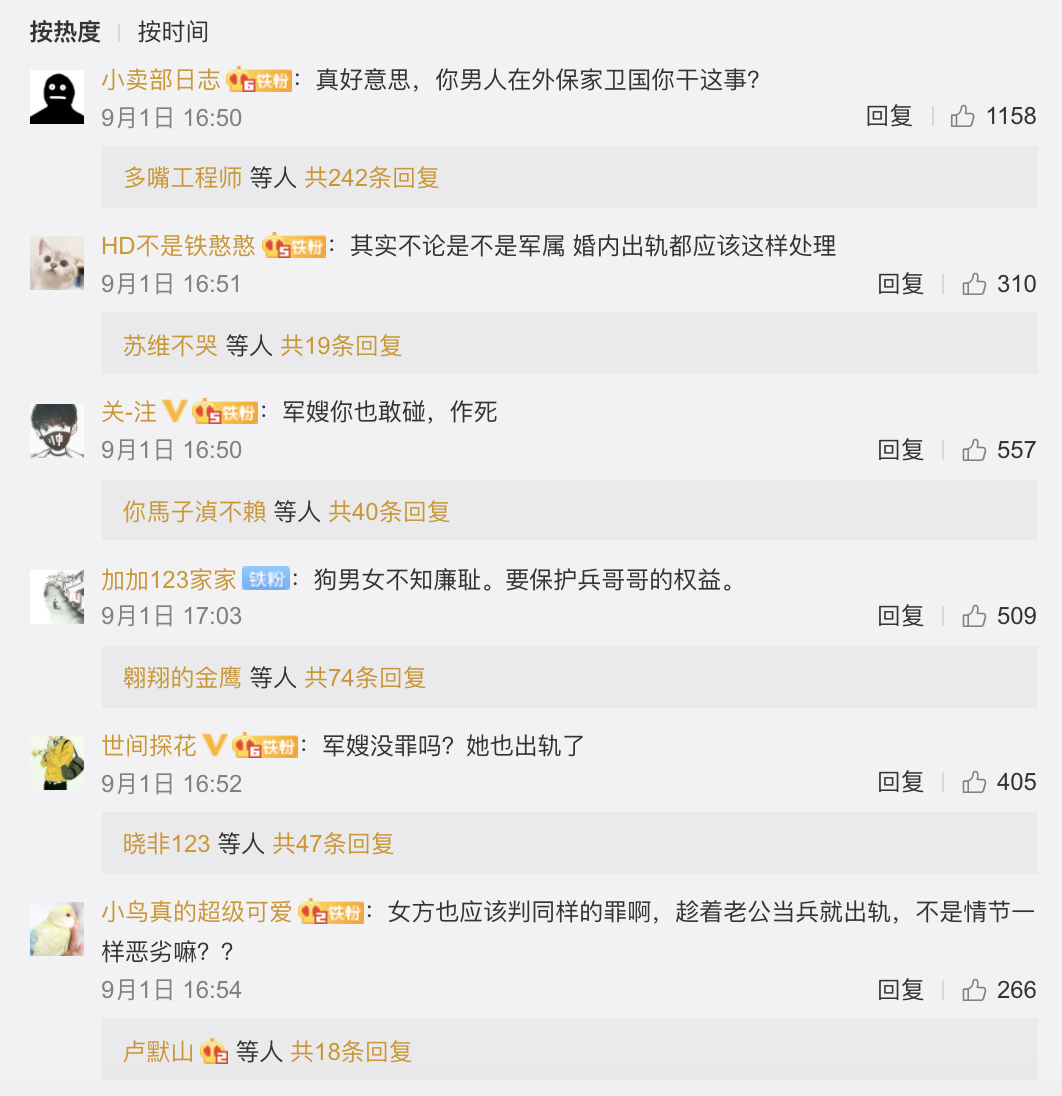 按热度 | 按时间
小卖部日志 6铁粉：真好意思，你男人在外保家卫国你干这事？
9月1日 16:50 回复 1158
多嘴工程师 等人 共242条回复
HD不是铁憨憨 5铁粉：其实不论是不是军属 婚内出轨都应该这样处理
9月1日 16:51 回复 310
苏维不哭 等人 共19条回复
关-注 V 5铁粉：军嫂你也敢碰，作死
9月1日 16:50 回复 557
你馬子湞不賴 等人 共40条回复
加加123家家 铁粉：狗男女不知廉耻。要保护兵哥哥的权益。
9月1日 17:03 回复 509
翱翔的金鹰 等人 共74条回复
世间探花 V 6铁粉：军嫂没罪吗？她也出轨了
9月1日 16:52 回复 405
晓非123 等人 共47条回复
小鸟真的超级可爱 2铁粉：女方也应该判同样的罪啊，趁着老公当兵就出轨，不是情节一
样恶劣嘛？？
9月1日 16:54 回复 266
卢默山 2 等人 共18条回复